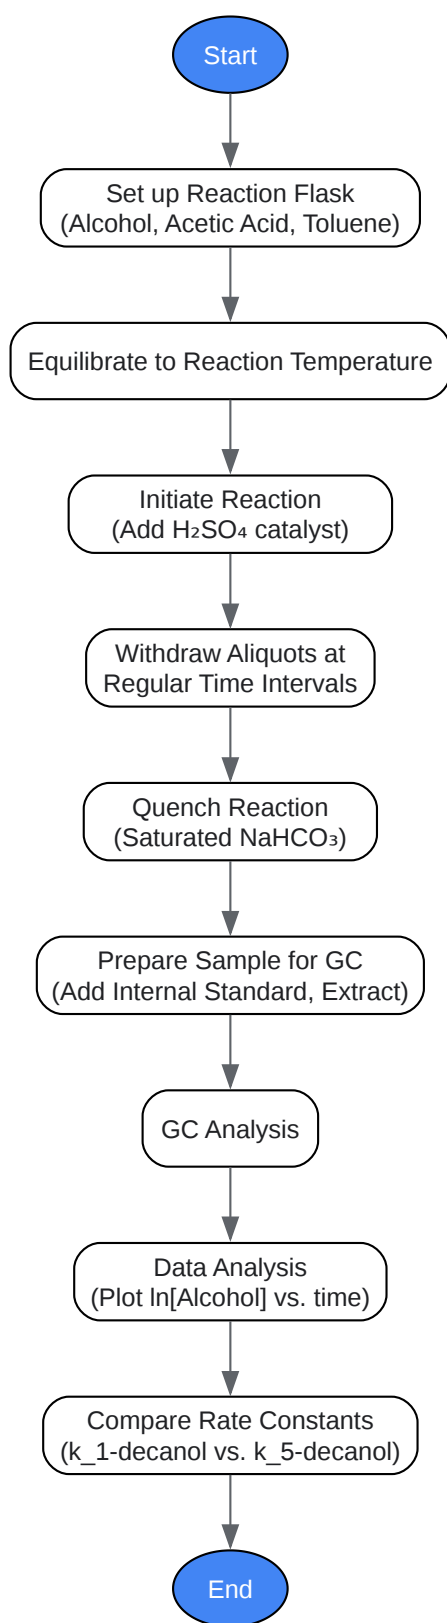 Start
Set up Reaction Flask
(Alcohol, Acetic Acid, Toluene)
Equilibrate to Reaction Temperature
Initiate Reaction
(Add H₂SO₄ catalyst)
Withdraw Aliquots at
Regular Time Intervals
Quench Reaction
(Saturated NaHCO₃)
Prepare Sample for GC
(Add Internal Standard, Extract)
GC Analysis
Data Analysis
(Plot ln[Alcohol] vs. time)
Compare Rate Constants
(k_1-decanol vs. k_5-decanol)
End